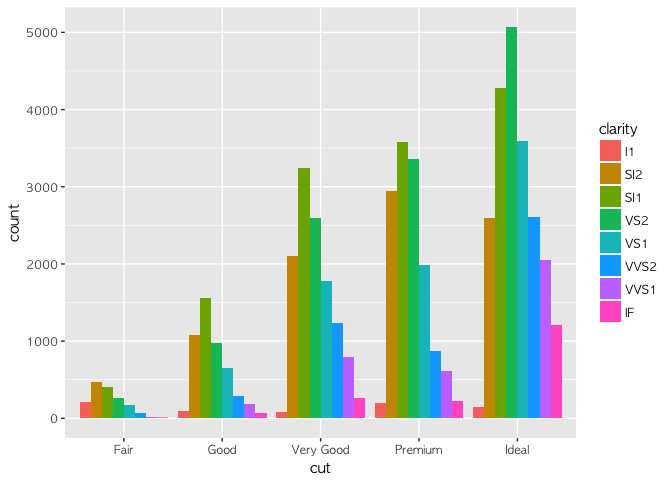 5000
4000
3000
2000
1000
0
count
Fair Good Very Good Premium Ideal
cut
clarity
I1
SI2
SI1
VS2
VS1
VVS2
VVS1
IF